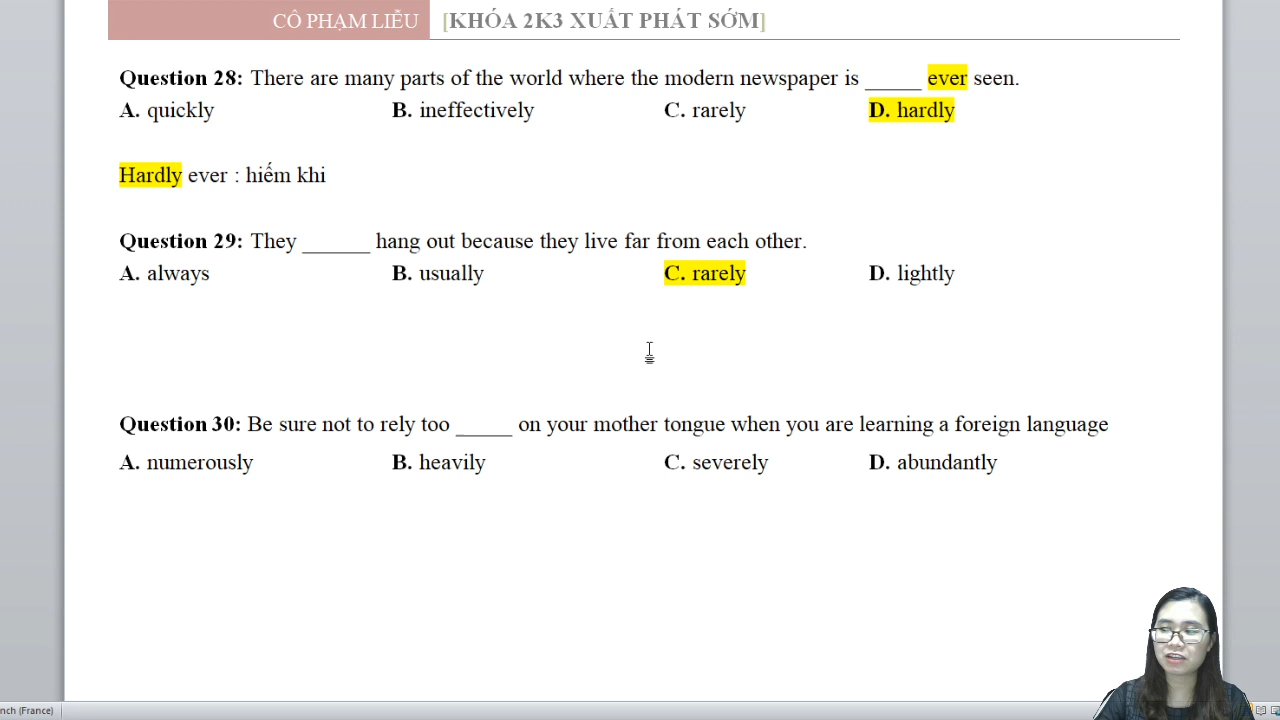 CÔ PHẠM LIỄU [KHÓA 2K3 XUẤT PHÁT SỚM]
Question 28: There are many parts of the world where the modern newspaper is _____ ever seen.
A. quickly B. ineffectively C. rarely D. hardly
Hardly ever : hiếm khi
Question 29: They ______ hang out because they live far from each other.
A. always B. usually C. rarely D. lightly
Question 30: Be sure not to rely too _____ on your mother tongue when you are learning a foreign language
A. numerously B. heavily C. severely D. abundantly
nch (France)